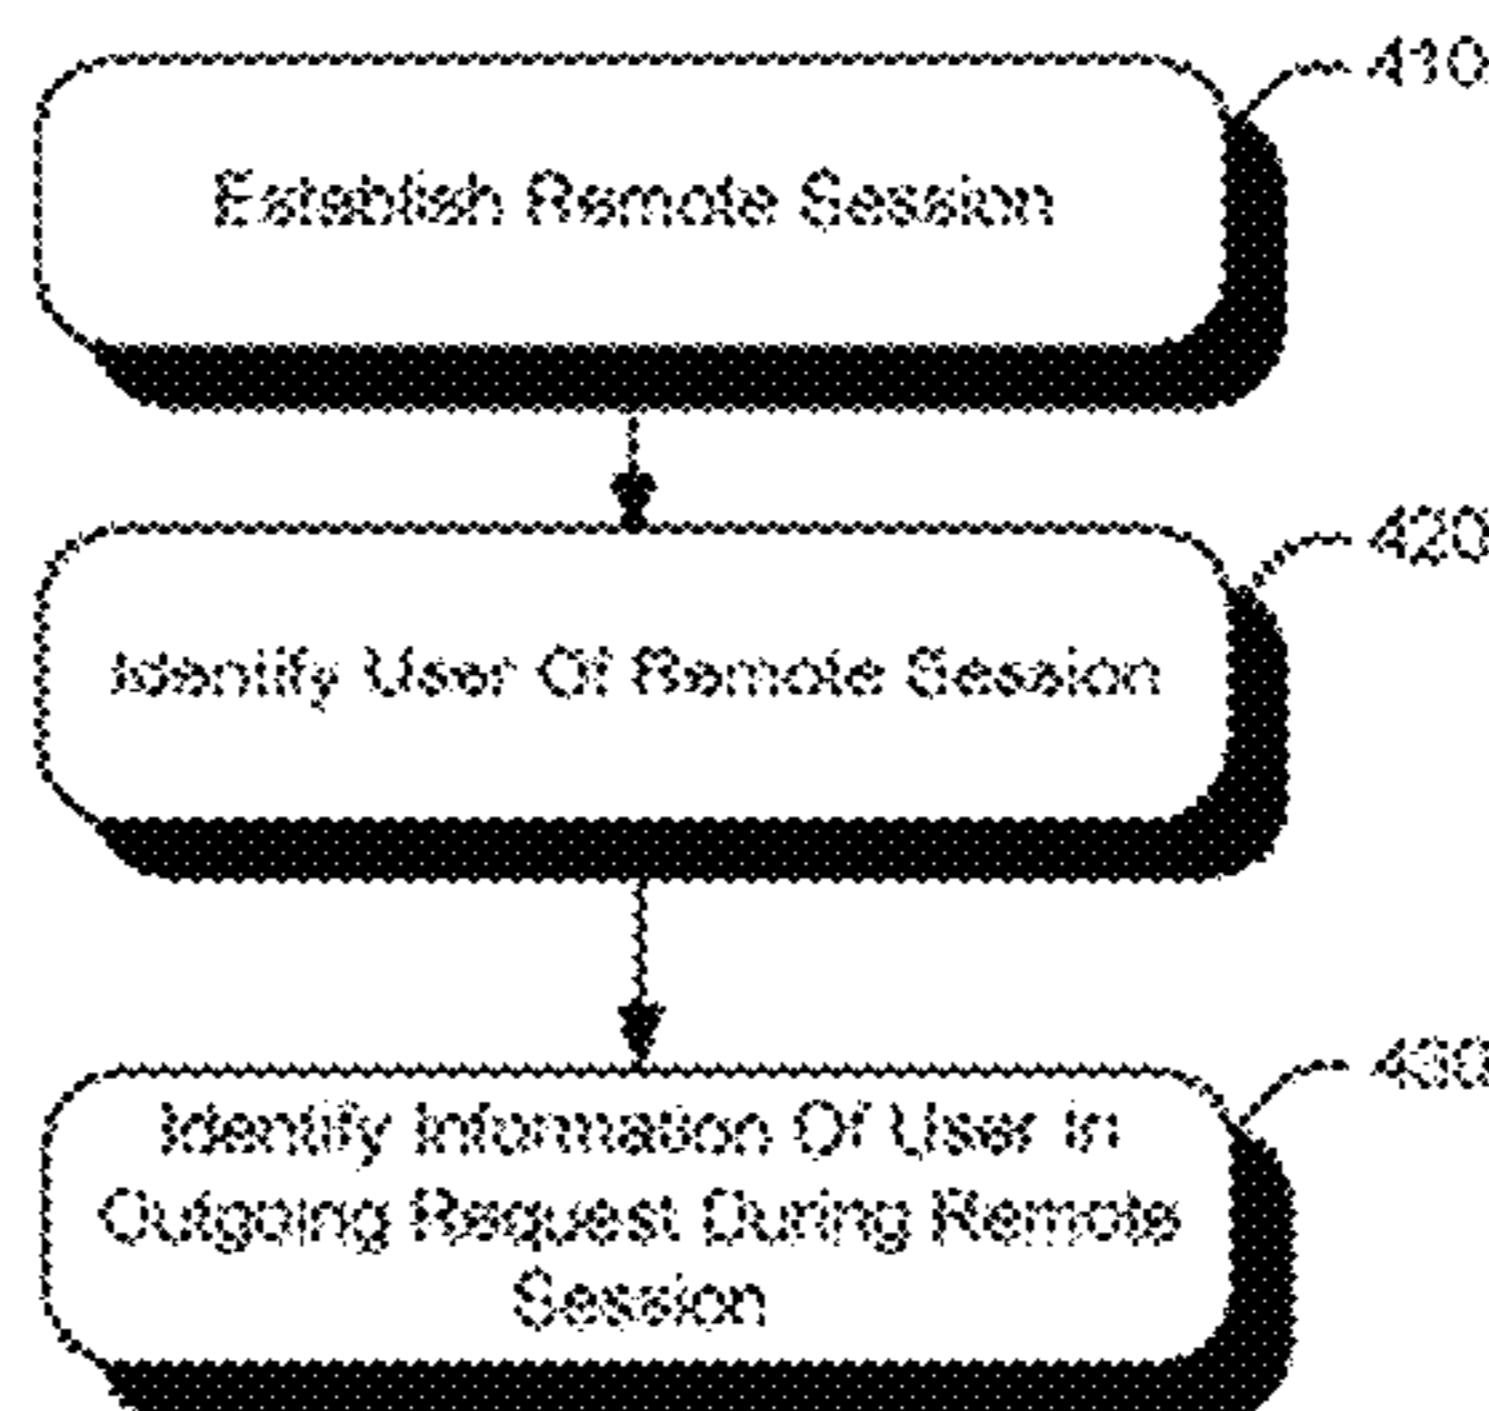 410
Establish Remote Session
420
Identify User Of Remote Session
430
Identify Information Of User In
Outgoing Request During Remote
Session